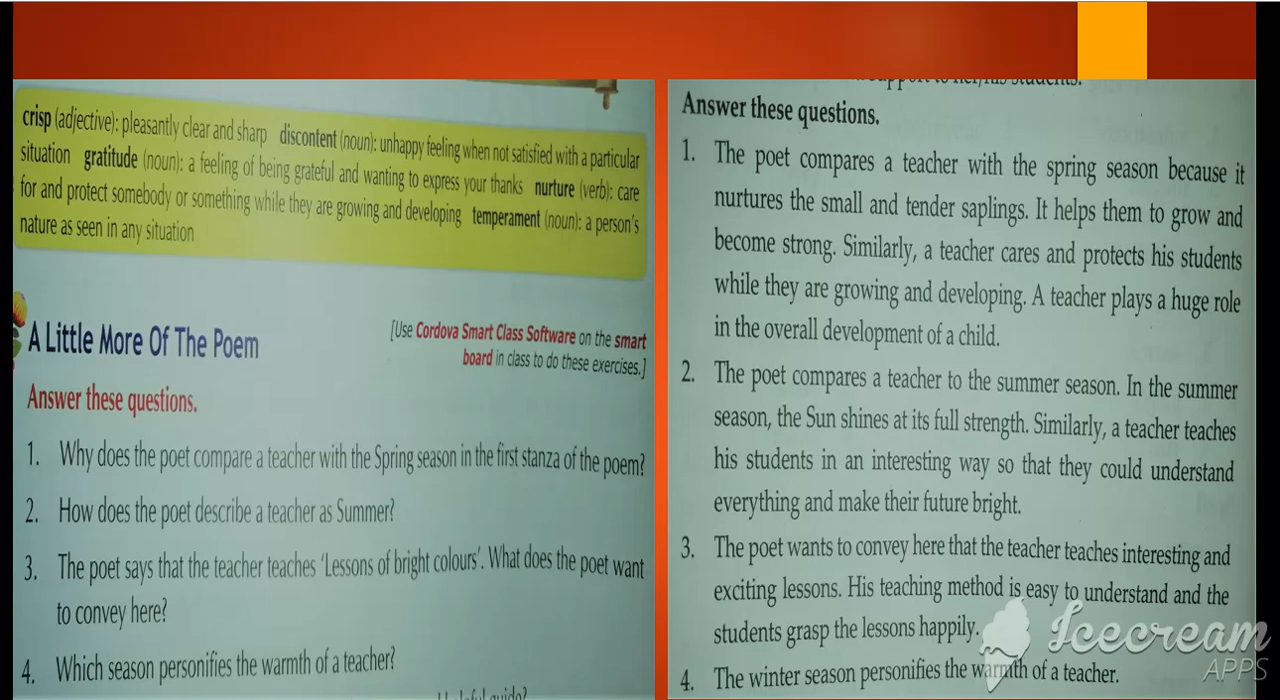 crisp (adjective): pleasantly clear and sharp discontent (noun): unhappy feeling when not satisfied with a particular
situation gratitude (noun): a feeling of being grateful and wanting to express your thanks nurture (verb): care
for and protect somebody or something while they are growing and developing temperament (noun): a person's
nature as seen in any situation
A Little More Of The Poem
[Use Cordova Smart Class Software on the smart
board in class to do these exercises.]
Answer these questions.
1. Why does the poet compare a teacher with the Spring season in the first stanza of the poem?
2. How does the poet describe a teacher as Summer?
3. The poet says that the teacher teaches 'Lessons of bright colours'. What does the poet want
to convey here?
4. Which season personifies the warmth of a teacher?
support to her/his students.
Answer these questions.
1. The poet compares a teacher with the spring season because it
nurtures the small and tender saplings. It helps them to grow and
become strong. Similarly, a teacher cares and protects his students
while they are growing and developing. A teacher plays a huge role
in the overall development of a child.
2. The poet compares a teacher to the summer season. In the summer
season, the Sun shines at its full strength. Similarly, a teacher teaches
his students in an interesting way so that they could understand
everything and make their future bright.
3. The poet wants to convey here that the teacher teaches interesting and
exciting lessons. His teaching method is easy to understand and the
students grasp the lessons happily.
4. The winter season personifies the warmth of a teacher.
Icecream
APPS